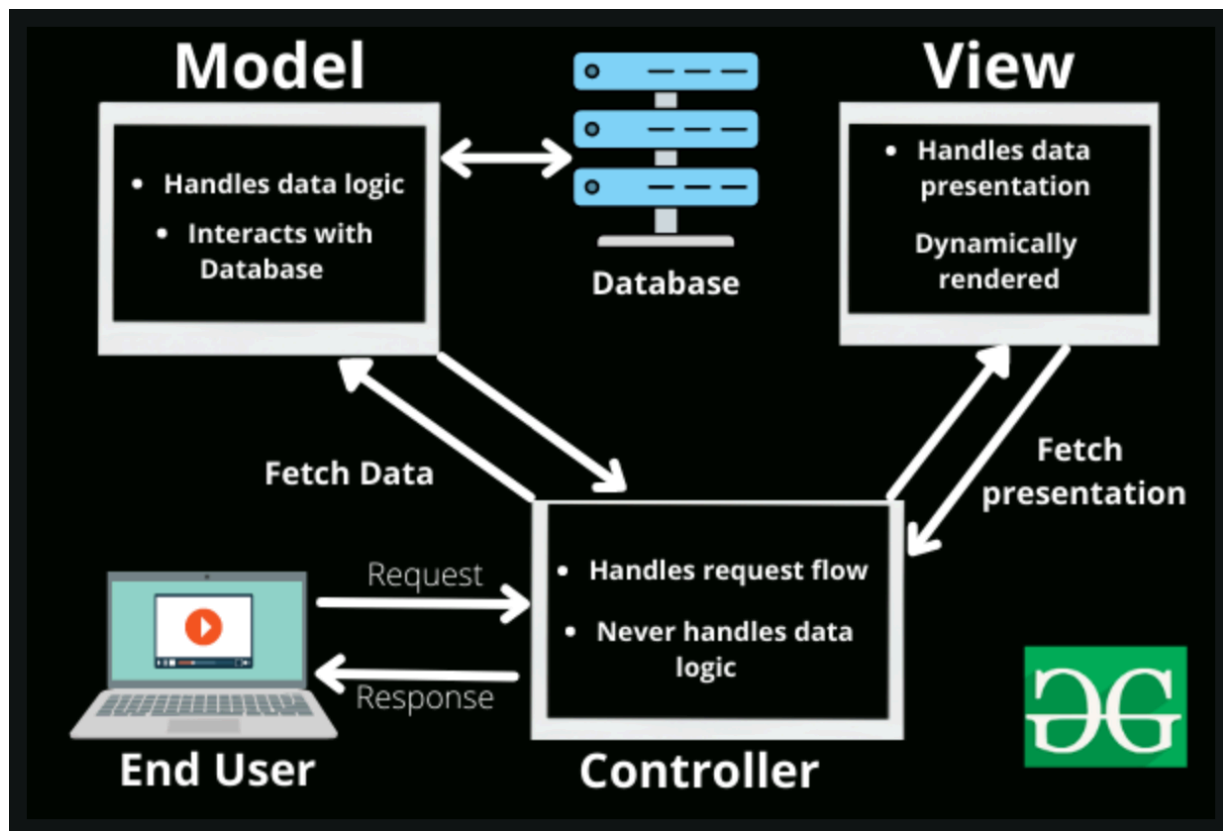 Model
• Handles data logic
• Interacts with
Database
Database
View
• Handles data
presentation
Dynamically
rendered
Fetch Data
Fetch
presentation
Request
Response
• Handles request flow
• Never handles data
logic
End User
Controller